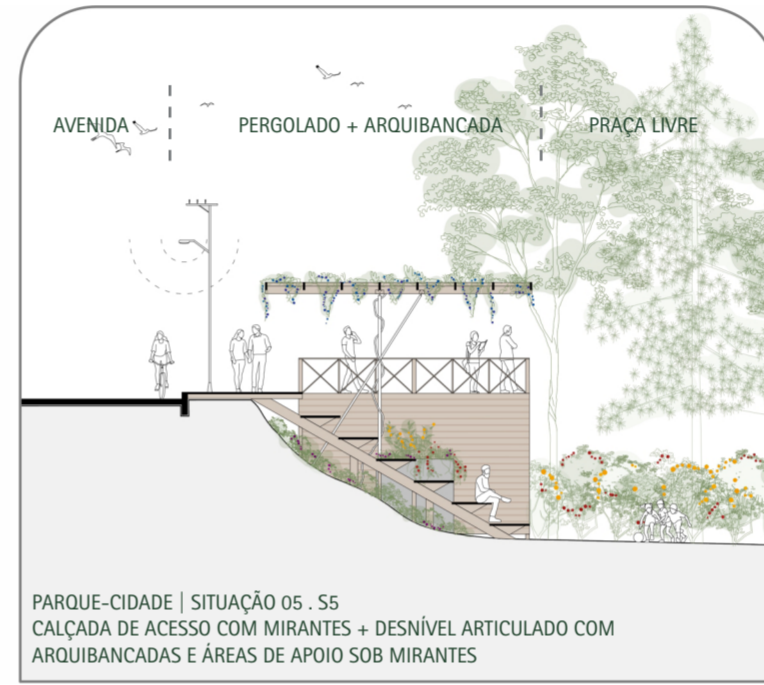 AVENIDA
PERGOLADO + ARQUIBANCADA
PRAÇA LIVRE
PARQUE-CIDADE | SITUAÇÃO 05 . S5
CALÇADA DE ACESSO COM MIRANTES + DESNÍVEL ARTICULADO COM
ARQUIBANCADAS E ÁREAS DE APOIO SOB MIRANTES